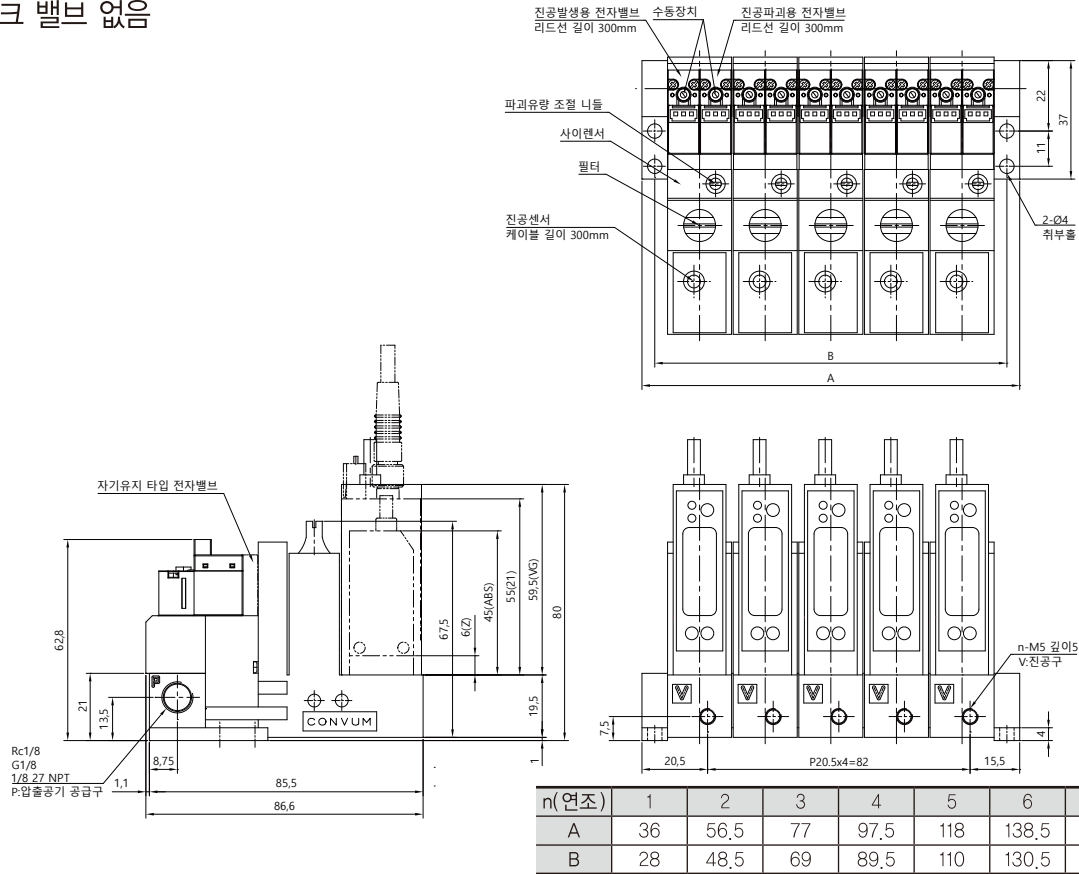 크 밸브 없음
진공발생용 전자밸브
리드선 길이 300mm
수동장치
진공파괴용 전자밸브
리드선 길이 300mm
파괴유량 조절 니들
사이렌서
필터
진공센서
케이블 길이 300mm
22
37
11
2-Ø4
취부홀
B
A
자기유지 타입 전자밸브
62,8
21
13,5
P
Rc1/8
G1/8
1/8 27 NPT
P:압출공기 공급구
8,75
1,1
85,5
86,6
CONVUM
67,5
6(Z)
45(ABS)
55(21)
59,5(VG)
80
19,5
1
n-M5 깊이5
V:진공구
V V V V V
7,5
4
20,5
P20.5x4=82
15,5
n(연조) 1 2 3 4 5 6
A 36 56.5 77 97.5 118 138.5
B 28 48.5 69 89.5 110 130.5